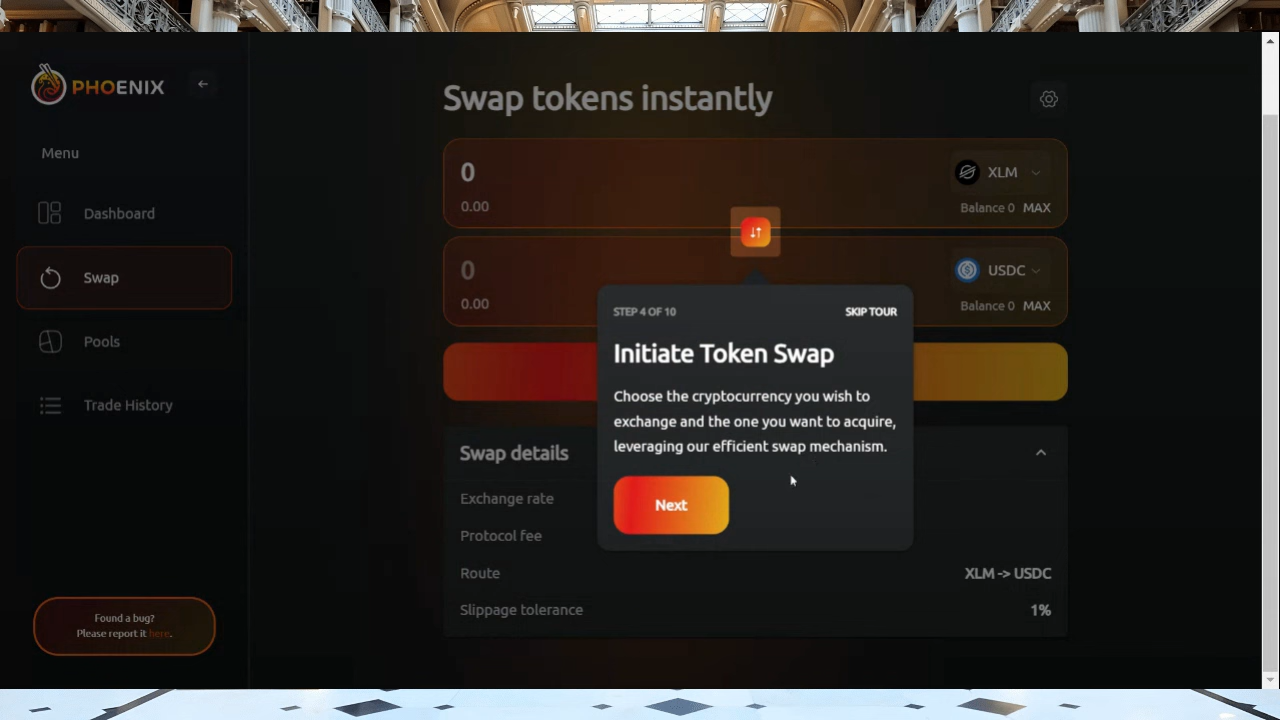 PHOENIX
Menu
Dashboard
Swap
Pools
Trade History
Found a bug?
Please report it here.
Swap tokens instantly
0
XLM
0.00
Balance 0 MAX
0
USDC
0.00
Balance 0 MAX
STEP 4 OF 10
SKIP TOUR
Initiate Token Swap
Choose the cryptocurrency you wish to
exchange and the one you want to acquire,
leveraging our efficient swap mechanism.
Next
Swap details
Exchange rate
Protocol fee
Route
XLM -> USDC
Slippage tolerance
1%